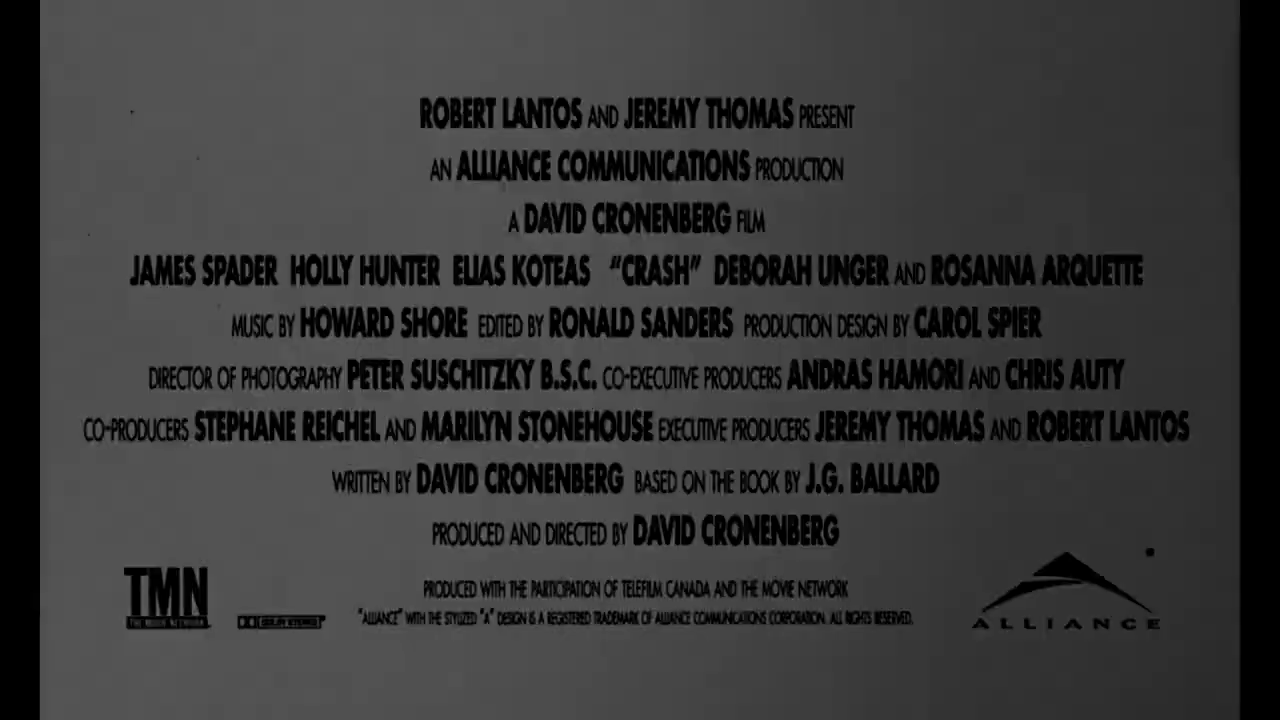 ROBERT LANTOS AND JEREMY THOMAS PRESENT
AN ALLIANCE COMMUNICATIONS PRODUCTION
A DAVID CRONENBERG FILM
JAMES SPADER HOLLY HUNTER ELIAS KOTEAS "CRASH" DEBORAH UNGER AND ROSANNA ARQUETTE
MUSIC BY HOWARD SHORE EDITED BY RONALD SANDERS PRODUCTION DESIGN BY CAROL SPIER
DIRECTOR OF PHOTOGRAPHY PETER SUSCHITZKY B.S.C. CO-EXECUTIVE PRODUCERS ANDRAS HAMORI AND CHRIS AUTY
CO-PRODUCERS STEPHANE REICHEL AND MARILYN STONEHOUSE EXECUTIVE PRODUCERS JEREMY THOMAS AND ROBERT LANTOS
WRITTEN BY DAVID CRONENBERG BASED ON THE BOOK BY J.G. BALLARD
PRODUCED AND DIRECTED BY DAVID CRONENBERG
TMN
THE MOVIE NETWORK
DOLBY STEREO
PRODUCED WITH THE PARTICIPATION OF TELEFILM CANADA AND THE MOVIE NETWORK
"ALLIANCE" WITH THE STYLIZED "A" DESIGN IS A REGISTERED TRADEMARK OF ALLIANCE COMMUNICATIONS CORPORATION. ALL RIGHTS RESERVED.
ALLIANCE